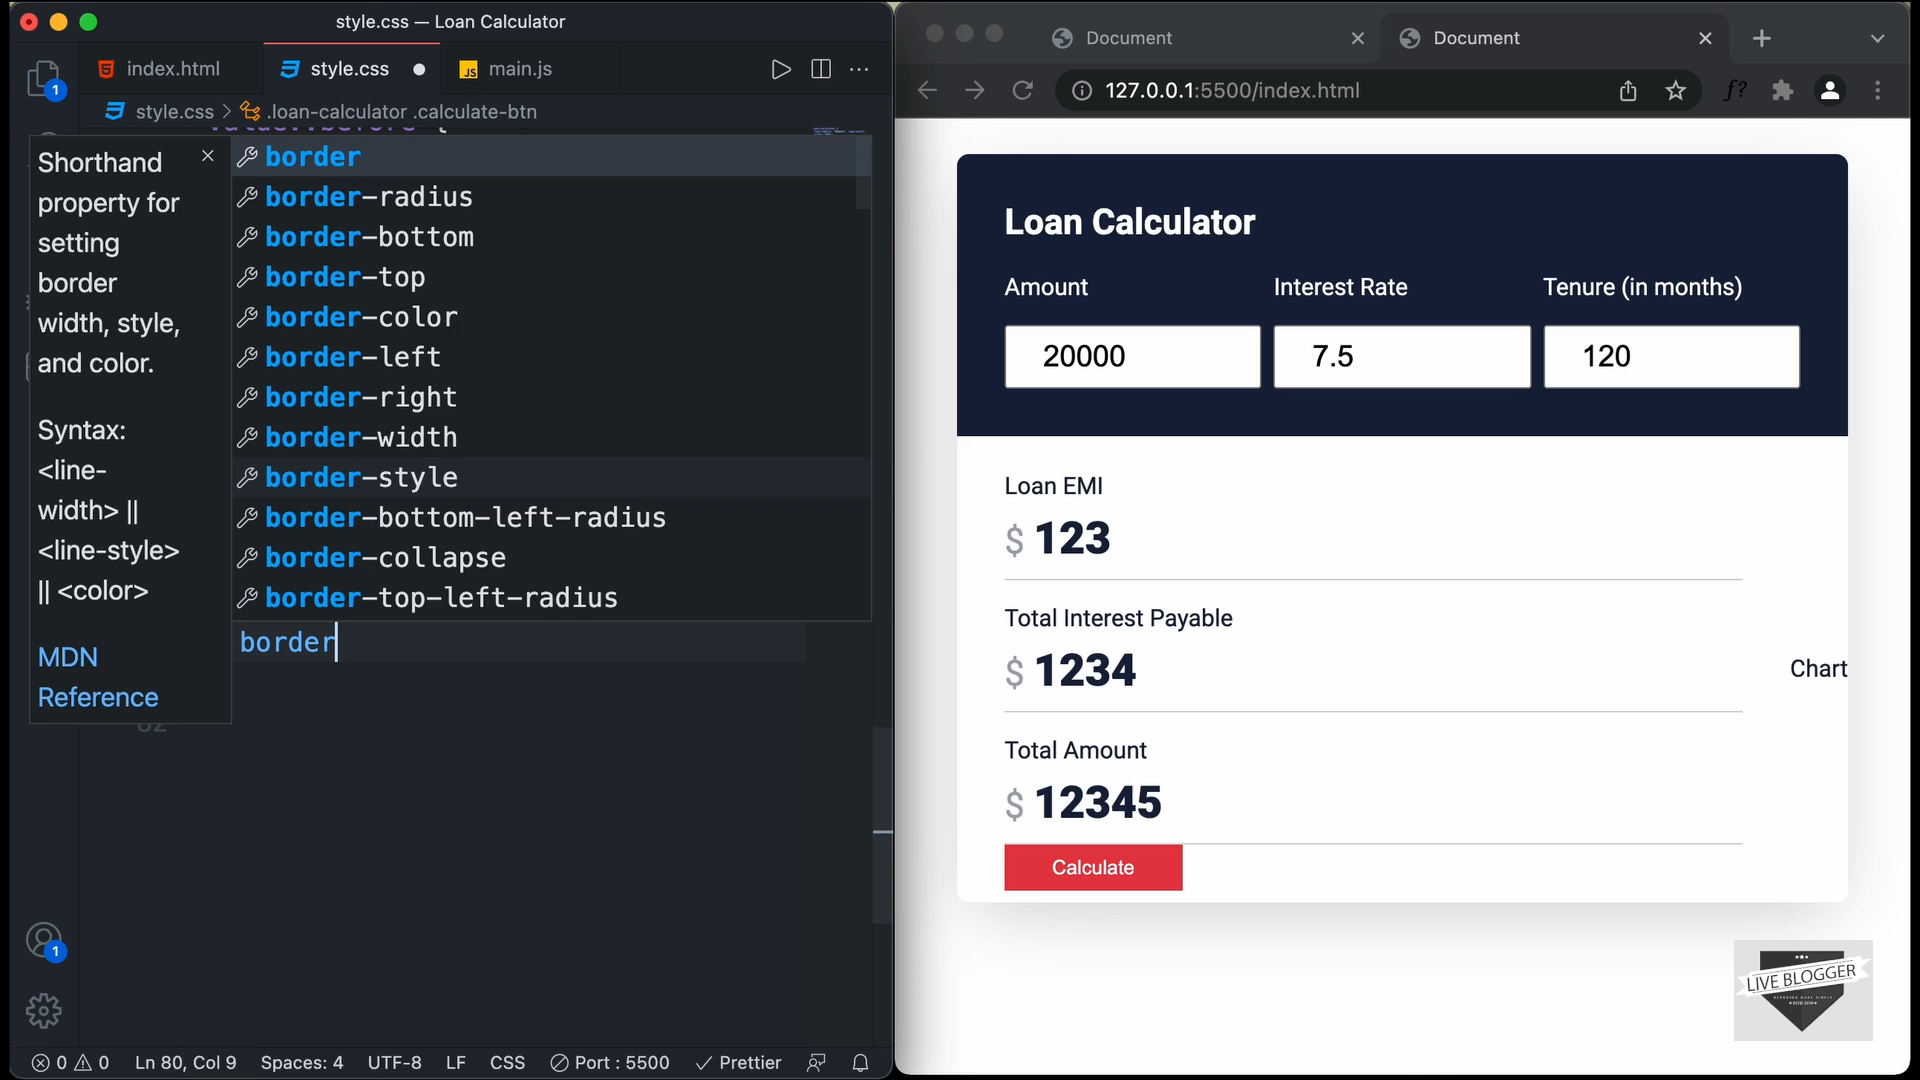 style.css — Loan Calculator
index.html
style.css
main.js
style.css > .loan-calculator .calculate-btn
Shorthand
property for
setting
border
width, style,
and color.
Syntax:
<line-
width> ||
<line-style>
|| <color>
MDN
Reference
border
border-radius
border-bottom
border-top
border-color
border-left
border-right
border-width
border-style
border-bottom-left-radius
border-collapse
border-top-left-radius
border
82
1
1
0 0 Ln 80, Col 9 Spaces: 4 UTF-8 LF CSS Port : 5500 Prettier
Document
Document
127.0.0.1:5500/index.html
f?
Loan Calculator
Amount Interest Rate Tenure (in months)
20000 7.5 120
Loan EMI
$ 123
Total Interest Payable
$ 1234
Chart
Total Amount
$ 12345
Calculate
LIVE BLOGGER